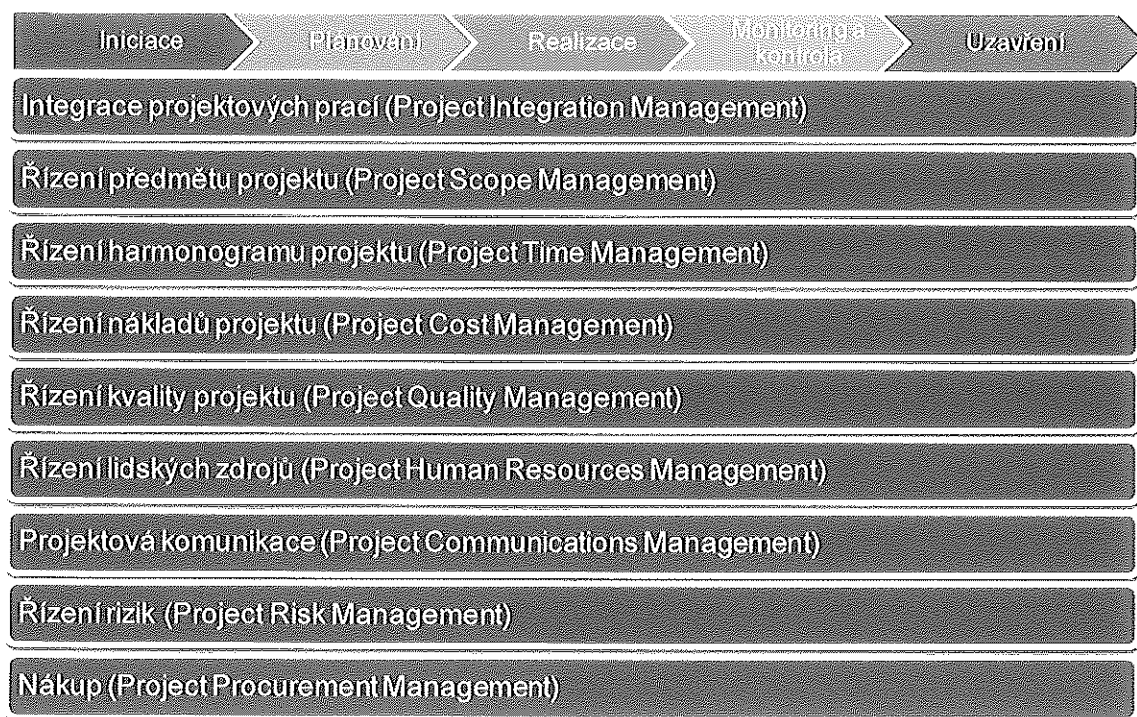 Iniciace
Plánování
Realizace
Monitoring a
kontrola
Uzavření
Integrace projektových prací (Project Integration Management)
Řízení předmětu projektu (Project Scope Management)
Řízení harmonogramu projektu (Project Time Management)
Řízení nákladů projektu (Project Cost Management)
Řízení kvality projektu (Project Quality Management)
Řízení lidských zdrojů (Project Human Resources Management)
Projektová komunikace (Project Communications Management)
Řízení rizik (Project Risk Management)
Nákup (Project Procurement Management)